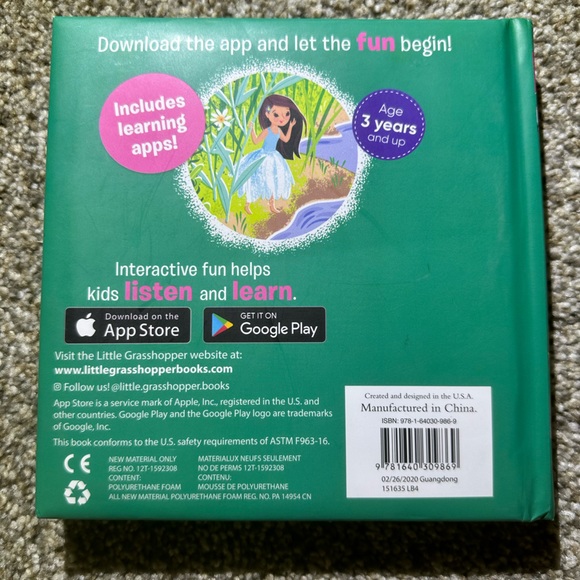 Download the app and let the fun begin!
Includes
learning
apps!
Age
3 years
and up
Interactive fun helps
kids listen and learn.
Download on the
App Store
GET IT ON
Google Play
Visit the Little Grasshopper website at:
www.littlegrasshopperbooks.com
Follow us! @little.grasshopper.books
App Store is a service mark of Apple, Inc., registered in the U.S. and
other countries. Google Play and the Google Play logo are trademarks
of Google, Inc.
This book conforms to the U.S. safety requirements of ASTM F963-16.
CE
NEW MATERIAL ONLY
REG NO. 12T-1592308
CONTENT:
POLYURETHANE FOAM
MATERIALUX NEUFS SEULEMENT
NO DE PERMIS 12T-1592308
CONTENU:
MOUSSE DE POLYURETHANE
ALL NEW MATERIAL POLYURETHANE FOAM REG. NO. PA 14954 CN
Created and designed in the U.S.A.
Manufactured in China.
ISBN: 978-1-64030-986-9
9 781640 309869
02/26/2020 Guangdong
151635 LB4